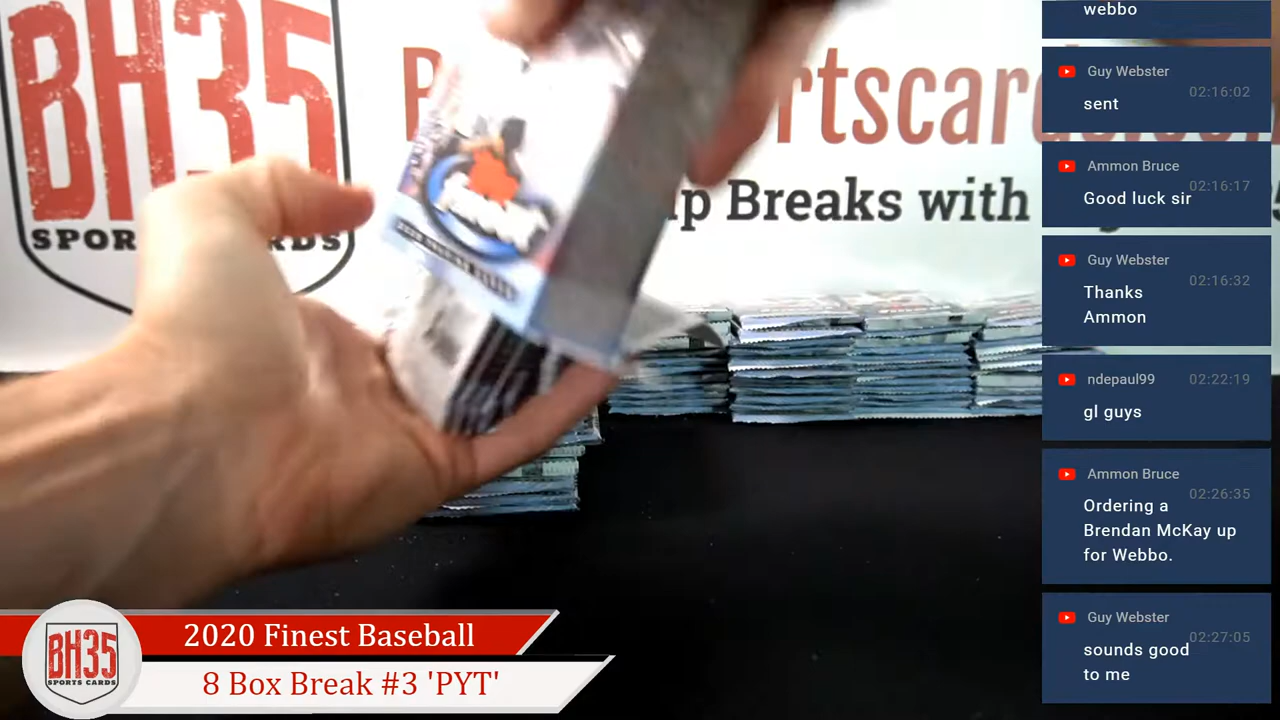 BH35
SPOR RDS
rtscar
p Breaks with
webbo
Guy Webster
02:16:02
sent
Ammon Bruce
02:16:17
Good luck sir
Guy Webster
02:16:32
Thanks
Ammon
ndepaul99
02:22:19
gl guys
Ammon Bruce
02:26:35
Ordering a
Brendan McKay up
for Webbo.
Guy Webster
02:27:05
sounds good
to me
BH35
SPORTS CARDS
2020 Finest Baseball
8 Box Break #3 'PYT'